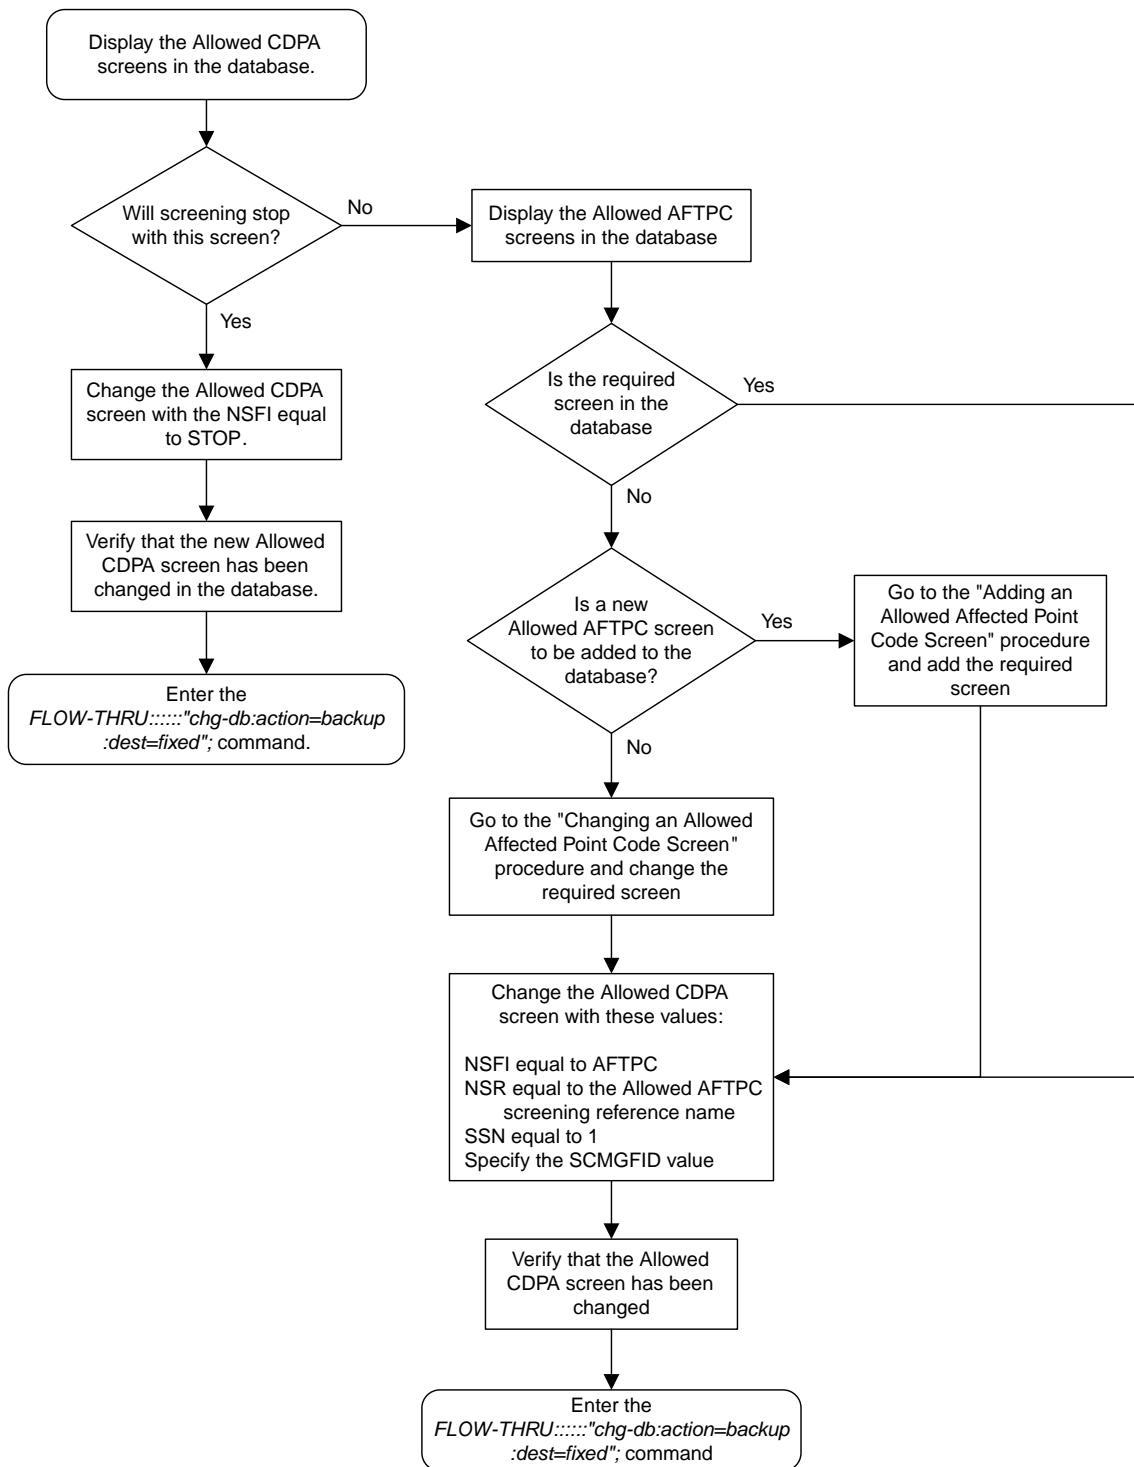 Display the Allowed CDPA
screens in the database.
Will screening stop
with this screen?
No
Display the Allowed AFTPC
screens in the database
Yes
Change the Allowed CDPA
screen with the NSFI equal
to STOP.
Is the required
screen in the
database
Yes
No
Verify that the new Allowed
CDPA screen has been
changed in the database.
Is a new
Allowed AFTPC screen
to be added to the
database?
Yes
Go to the "Adding an
Allowed Affected Point
Code Screen" procedure
and add the required
screen
Enter the
FLOW-THRU::::::"chg-db:action=backup
:dest=fixed"; command.
No
Go to the "Changing an Allowed
Affected Point Code Screen"
procedure and change the
required screen
Change the Allowed CDPA
screen with these values:
NSFI equal to AFTPC
NSR equal to the Allowed AFTPC
screening reference name
SSN equal to 1
Specify the SCMGFID value
Verify that the Allowed
CDPA screen has been
changed
Enter the
FLOW-THRU::::::"chg-db:action=backup
:dest=fixed"; command